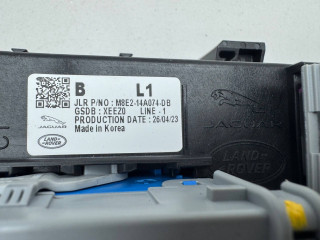 B L1
JLR P/NO : M8E2-14A074-DB
GSDB : XEEZ0 LINE - 1
PRODUCTION DATE : 26/04/23
Made in Korea
JAGUAR
LAND-
ROVER
JAGUAR
LAND-
ROVER